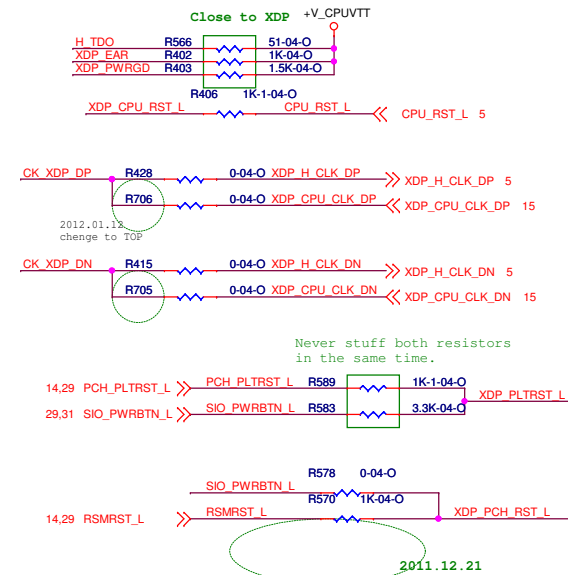 Close to XDP +V_CPUVTT
H_TDO R566 51-04-O
XDP_EAR R402 1K-04-O
XDP_PWRGD R403 1.5K-04-O
R406 1K-1-04-O
XDP_CPU_RST_L CPU_RST_L CPU_RST_L 5
CK_XDP_DP R428 0-04-O XDP_H_CLK_DP XDP_H_CLK_DP 5
R706 0-04-O XDP_CPU_CLK_DP XDP_CPU_CLK_DP 15
2012.01.12
chenge to TOP
CK_XDP_DN R415 0-04-O XDP_H_CLK_DN XDP_H_CLK_DN 5
R705 0-04-O XDP_CPU_CLK_DN XDP_CPU_CLK_DN 15
Never stuff both resistors
in the same time.
14,29 PCH_PLTRST_L PCH_PLTRST_L R589 1K-1-04-O XDP_PLTRST_L
29,31 SIO_PWRBTN_L SIO_PWRBTN_L R583 3.3K-04-O
R578 0-04-O
SIO_PWRBTN_L
R570 1K-04-O
14,29 RSMRST_L RSMRST_L XDP_PCH_RST_L
2011.12.21